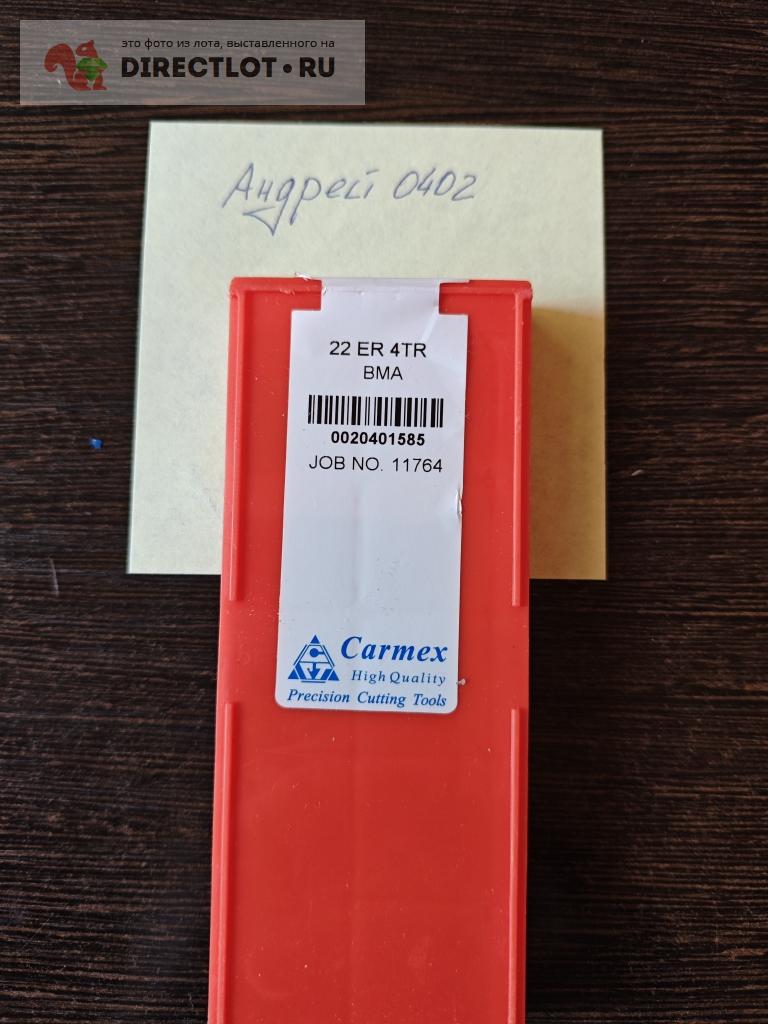 это фото из лота, выставленного на
DIRECTLOT.RU
Андрей 0402
22 ER 4TR
BMA
0020401585
JOB NO. 11764
Carmex
High Quality
Precision Cutting Tools